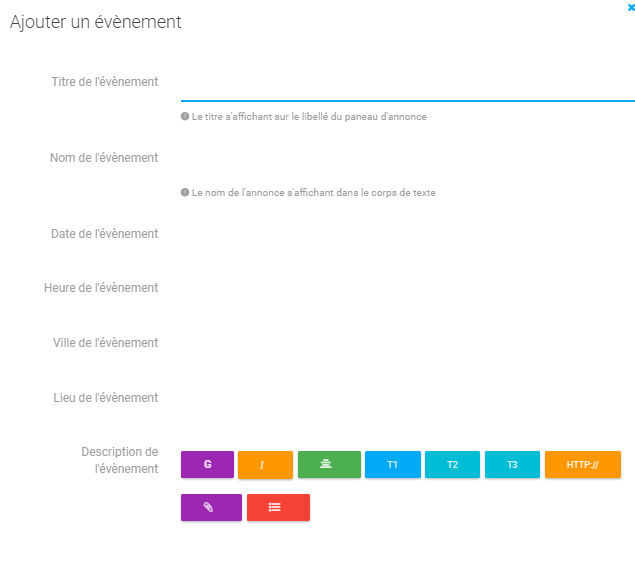 Ajouter un évènement
Titre de l'évènement
Le titre s'affichant sur le libellé du paneau d'annonce
Nom de l'évènement
Le nom de l'annonce s'affichant dans le corps de texte
Date de l'évènement
Heure de l'évènement
Ville de l'évènement
Lieu de l'évènement
Description de
l'évènement
G I T1 T2 T3 HTTP://